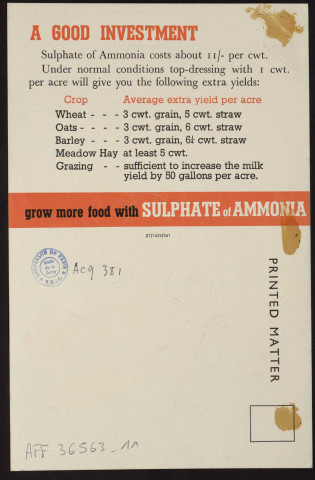 A GOOD INVESTMENT
Sulphate of Ammonia costs about 11/- per cwt.
Under normal conditions top-dressing with 1 cwt.
per acre will give you the following extra yields:
Crop Average extra yield per acre
Wheat - - - 3 cwt. grain, 5 cwt. straw
Oats - - - 3 cwt. grain, 6 cwt. straw
Barley - - - 3 cwt. grain, 6½ cwt. straw
Meadow Hay at least 5 cwt.
Grazing - - sufficient to increase the milk
yield by 50 gallons per acre.
grow more food with SULPHATE of AMMONIA
UNIVERSITÉ DE PARIS
Acq 381
PRINTED MATTER
AFF. 36563_11